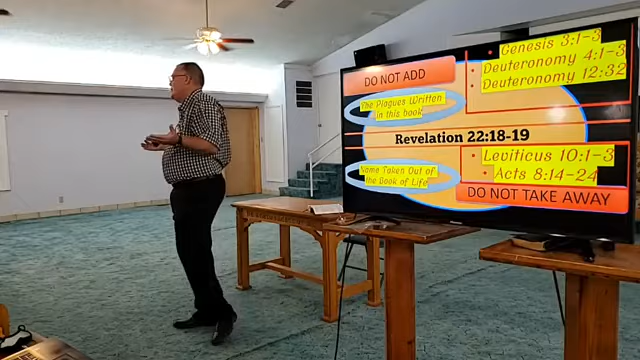 DO NOT ADD
Genesis 3:1-3
Deuteronomy 4:1-3
Deuteronomy 12:32
The Plagues Written
in this book
Revelation 22:18-19
Name Taken Out of
the Book of Life
Leviticus 10:1-3
Acts 8:14-24
DO NOT TAKE AWAY